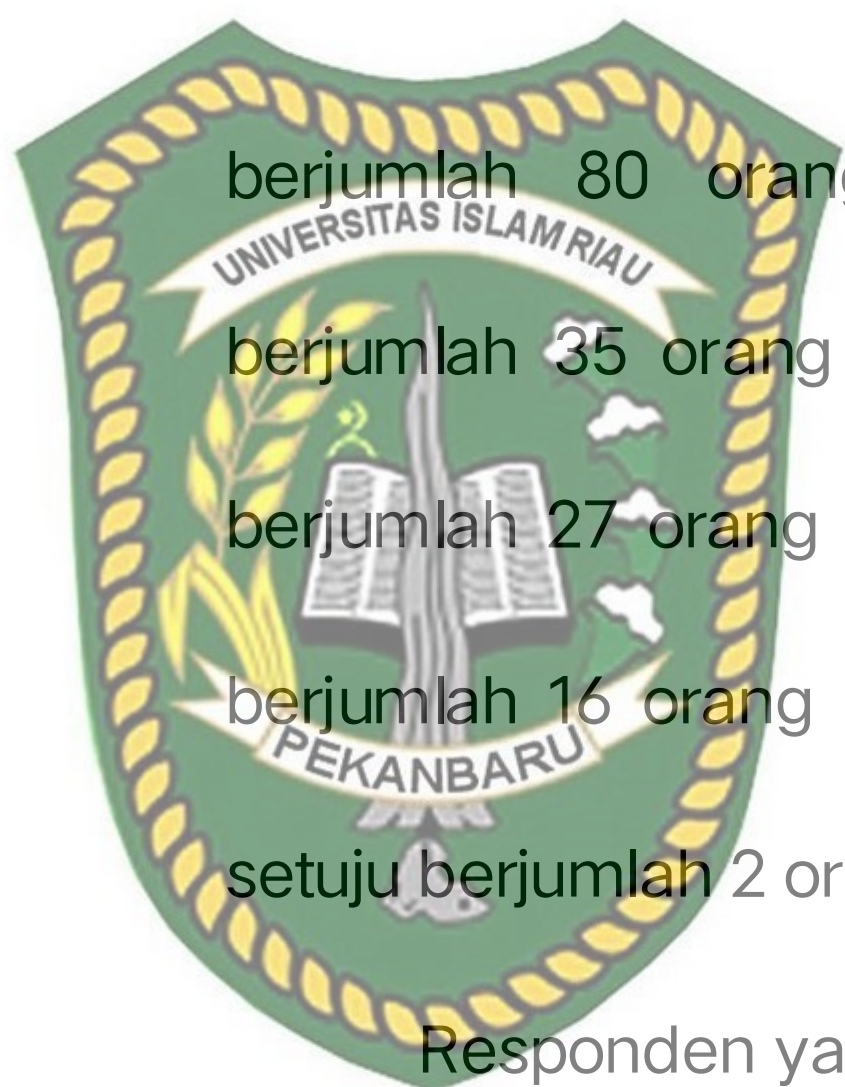 berjumlah 80 orang
UNIVERSITAS ISLAM RIAU
berjumlah 35 orang
berjumlah 27 orang
berjumlah 16 orang
PEKANBARU
setuju berjumlah 2
Responden